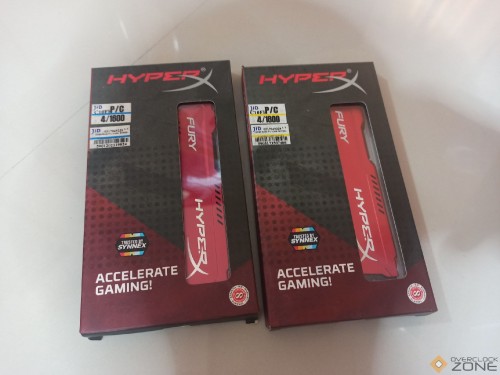 HYPERX
P/C
4/1600
FURY
HYPERX
TRUSTED BY
SYNNEX
ACCELERATE
GAMING!
HYPERX
P/C
4/1600
FURY
HYPERX
TRUSTED BY
SYNNEX
ACCELERATE
GAMING!
OVERCLOCK
ZONE